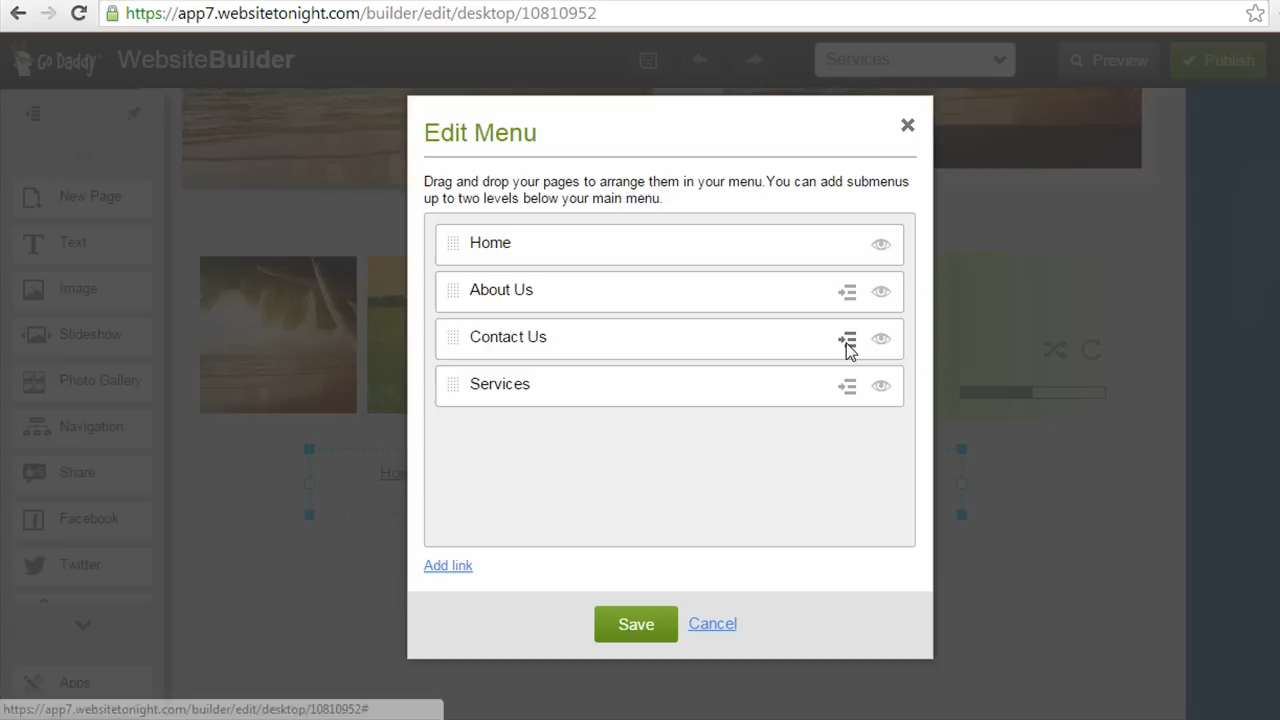 https://app7.websitetonight.com/builder/edit/desktop/10810952
Go Daddy WebsiteBuilder
Services
Preview
Publish
New Page
Text
Image
Slideshow
Photo Gallery
Navigation
Share
Facebook
Twitter
Apps
Edit Menu
Drag and drop your pages to arrange them in your menu.You can add submenus
up to two levels below your main menu.
Home
About Us
Contact Us
Services
Add link
Save Cancel
https://app7.websitetonight.com/builder/edit/desktop/10810952#